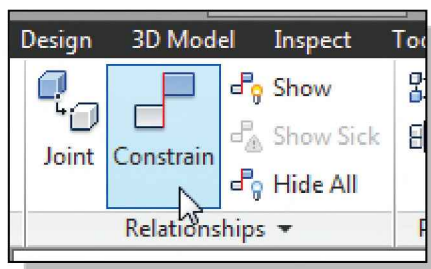 Design 3D Model Inspect
Joint
Constrain
Show
Show Sick
Hide All
Relationships